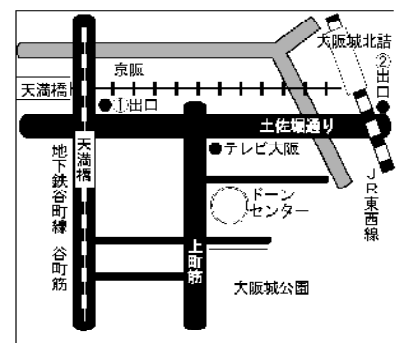 大阪城北詰
②出口
京阪
天満橋
①出口
土佐堀通り
天満橋
テレビ大阪
地下鉄谷町線
谷町筋
ドーン
センター
JR東西線
上町筋
大阪城公園